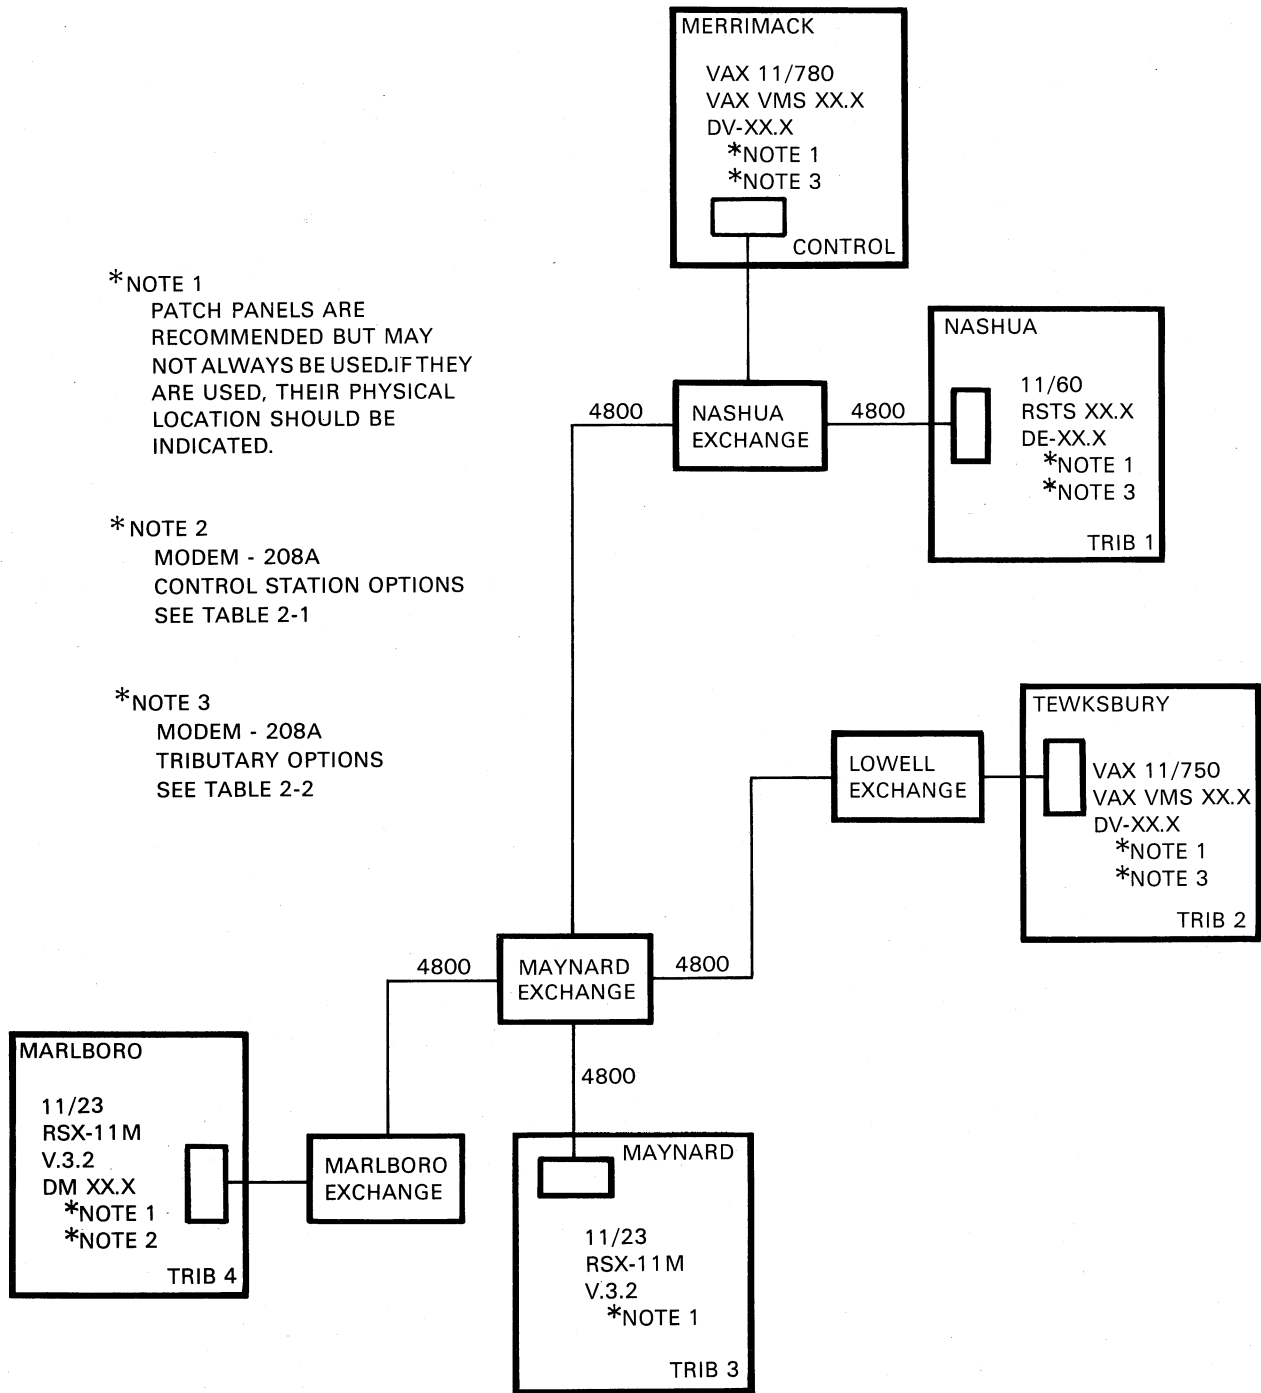 MERRIMACK
VAX 11/780
VAX VMS XX.X
DV-XX.X
*NOTE 1
*NOTE 3
CONTROL
*NOTE 1
PATCH PANELS ARE
RECOMMENDED BUT MAY
NOT ALWAYS BE USED.IF THEY
ARE USED, THEIR PHYSICAL
LOCATION SHOULD BE
INDICATED.
*NOTE 2
MODEM - 208A
CONTROL STATION OPTIONS
SEE TABLE 2-1
*NOTE 3
MODEM - 208A
TRIBUTARY OPTIONS
SEE TABLE 2-2
4800
NASHUA
EXCHANGE
4800
NASHUA
11/60
RSTS XX.X
DE-XX.X
*NOTE 1
*NOTE 3
TRIB 1
LOWELL
EXCHANGE
TEWKSBURY
VAX 11/750
VAX VMS XX.X
DV-XX.X
*NOTE 1
*NOTE 3
TRIB 2
4800
MAYNARD
EXCHANGE
4800
4800
MARLBORO
11/23
RSX-11M
V.3.2
DM XX.X
*NOTE 1
*NOTE 2
TRIB 4
MARLBORO
EXCHANGE
MAYNARD
11/23
RSX-11M
V.3.2
*NOTE 1
TRIB 3